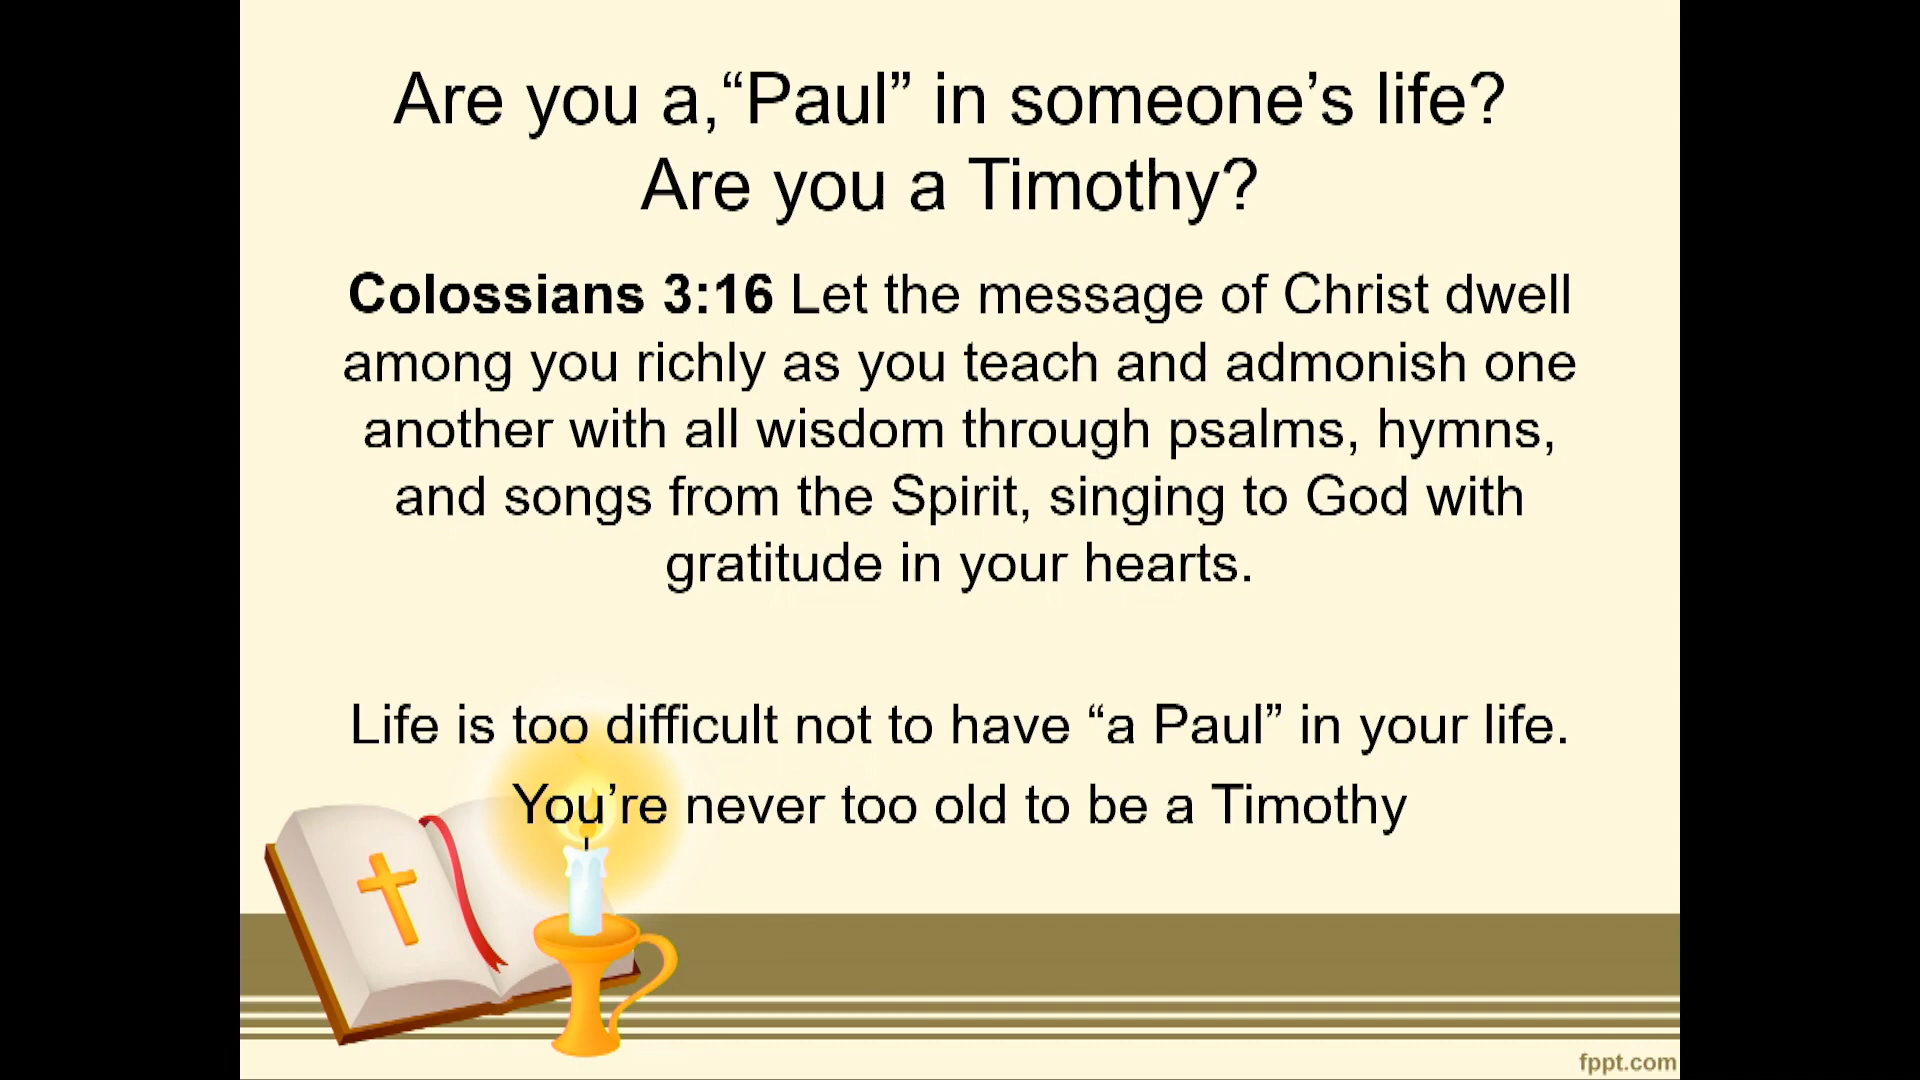 Are you a,“Paul” in someone’s life?
Are you a Timothy?
Colossians 3:16 Let the message of Christ dwell
among you richly as you teach and admonish one
another with all wisdom through psalms, hymns,
and songs from the Spirit, singing to God with
gratitude in your hearts.
Life is too difficult not to have “a Paul” in your life.
You’re never too old to be a Timothy
fppt.com